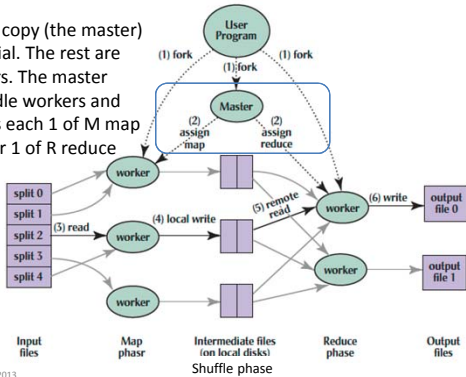 copy (the master)
ial. The rest are
rs. The master
dle workers and
s each 1 of M map
r 1 of R reduce
User
Program
(1) fork
(1) fork
(1) fork
Master
(2)
assign
map
(2)
assign
reduce
worker
split 0
split 1
split 2
split 3
split 4
(3) read
worker
(4) local write
worker
(5) remote
read
worker
(6) write
output
file 0
worker
output
file 1
Input
files
Map
phasr
Intermediate files
(on local disks)
Reduce
phase
Output
files
Shuffle phase
2013